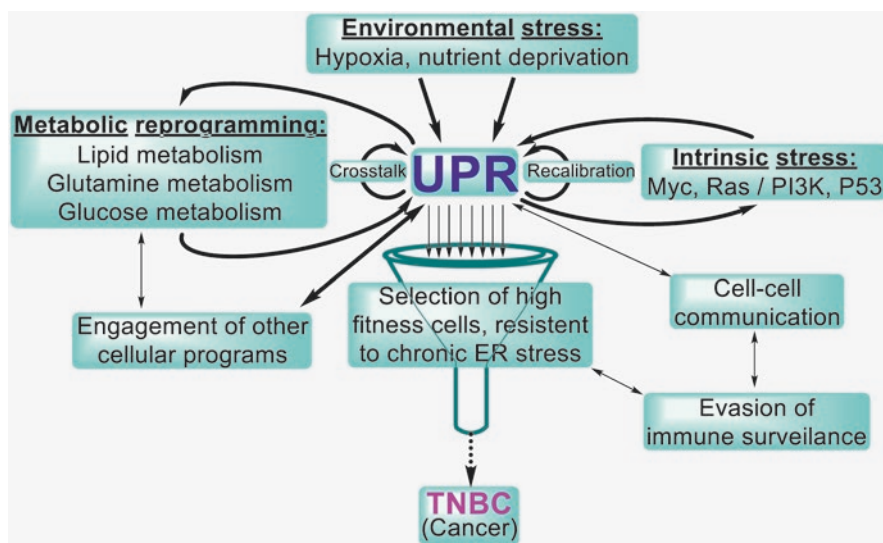 Environmental stress:
Hypoxia, nutrient deprivation
Metabolic reprogramming:
Lipid metabolism
Glutamine metabolism
Glucose metabolism
Crosstalk
UPR
Recalibration
Intrinsic stress:
Myc, Ras / PI3K, P53
Engagement of other
cellular programs
Selection of high
fitness cells, resistent
to chronic ER stress
Cell-cell
communication
Evasion of
immune surveilance
TNBC
(Cancer)